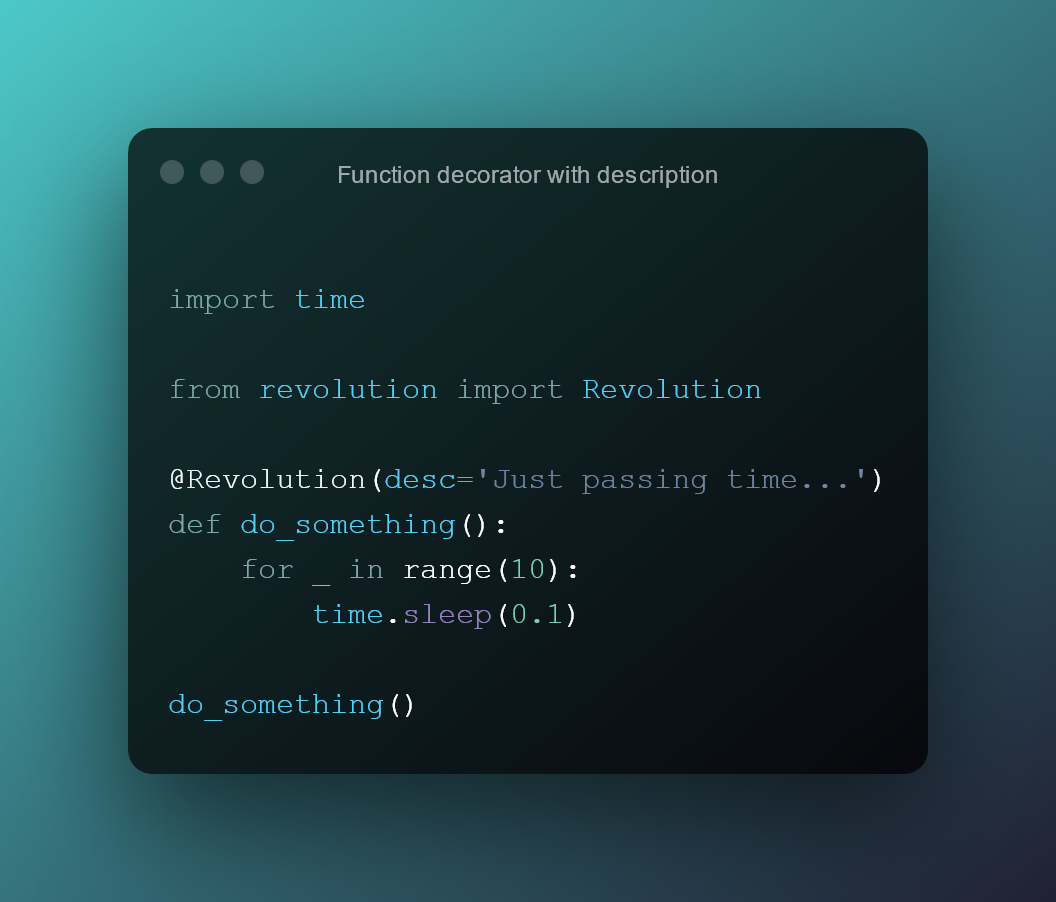 Function decorator with description
import time
from revolution import Revolution
@Revolution(desc='Just passing time...')
def do_something():
    for _ in range(10):
        time.sleep(0.1)
do_something()